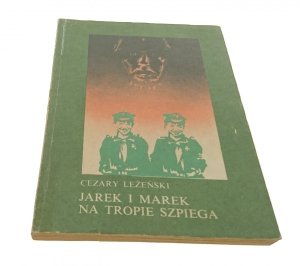 CEZARY LEŻEŃSKI
JAREK I MAREK
NA TROPIE SZPIEGA